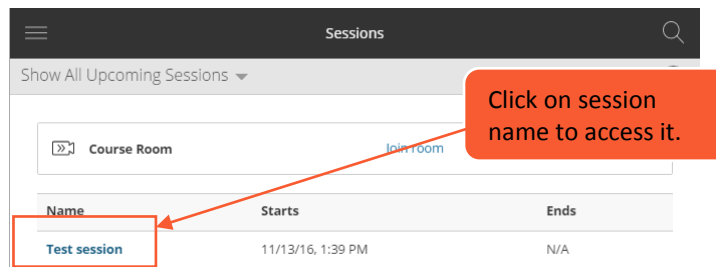 Sessions
Show All Upcoming Sessions
Click on session
name to access it.
Course Room
Join room
Name Starts Ends
Test session 11/13/16, 1:39 PM N/A